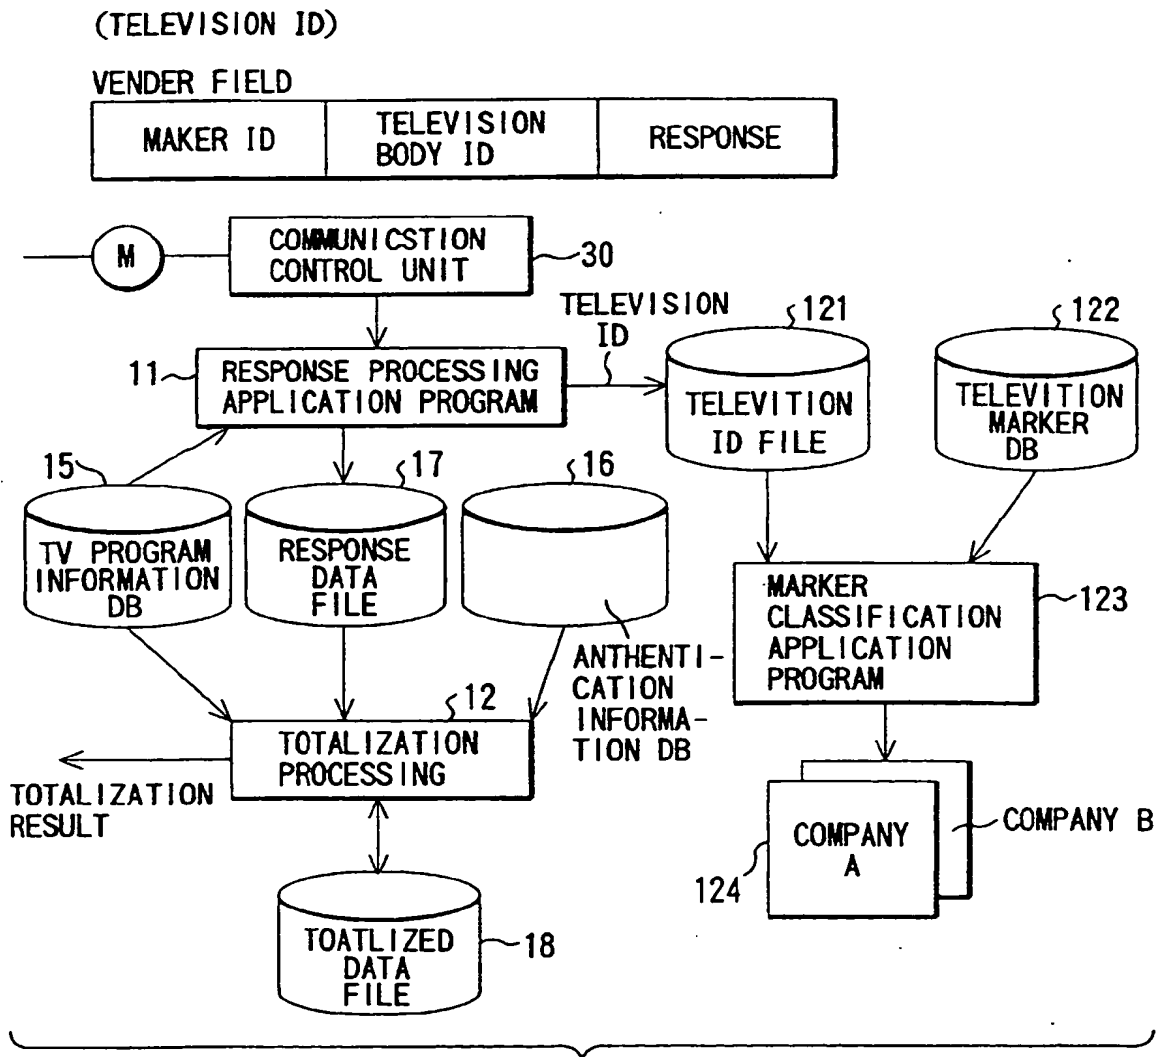 (TELEVISION ID)
VENDER FIELD
MAKER ID
TELEVISION
BODY ID
RESPONSE
M
COMMUNICSTION
CONTROL UNIT
30
TELEVISION
ID
121
122
11
RESPONSE PROCESSING
APPLICATION PROGRAM
TELEVITION
ID FILE
TELEVITION
MARKER
DB
15
17
16
TV PROGRAM
INFORMATION
DB
RESPONSE
DATA
FILE
MARKER
CLASSIFICATION
APPLICATION
PROGRAM
123
ANTHENTI-
CATION
INFORMA-
TION DB
12
TOTALIZATION
PROCESSING
TOTALIZATION
RESULT
COMPANY
A
COMPANY B
124
TOATLIZED
DATA
FILE
18